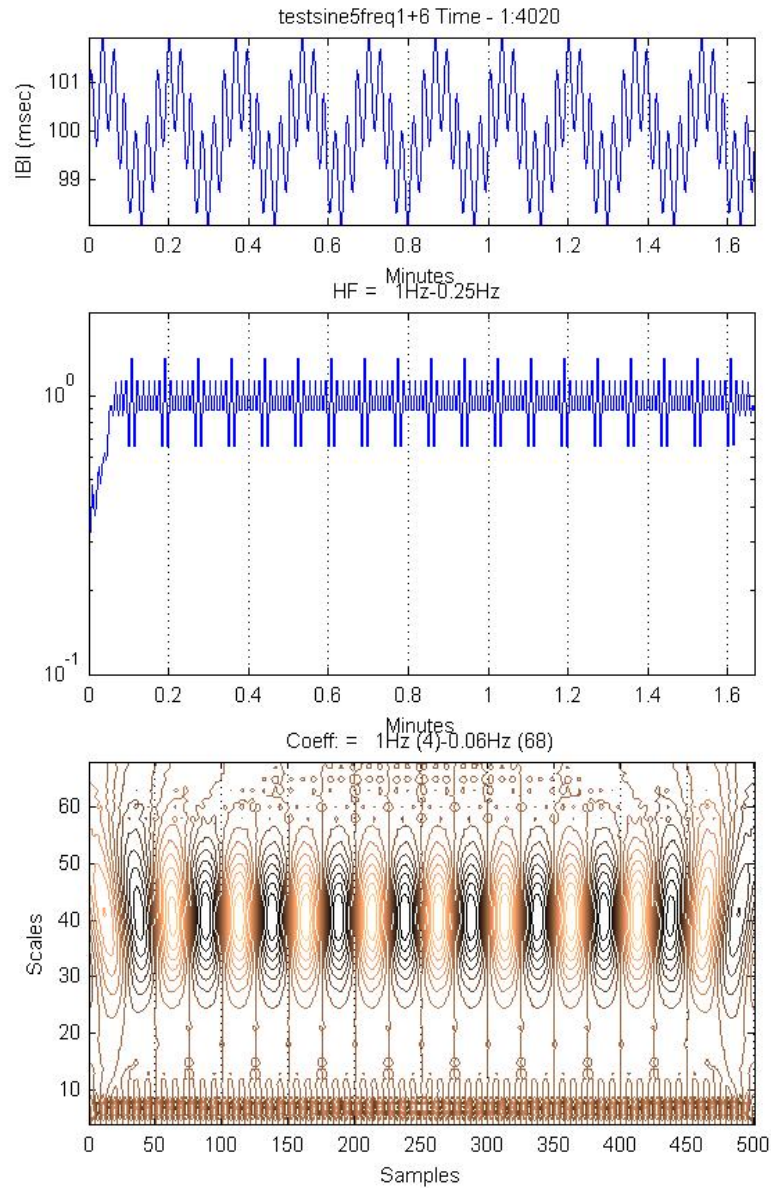 testsine5freq1+6 Time - 1:4020
IBI (msec)
101
100
99
0 0.2 0.4 0.6 0.8 1 1.2 1.4 1.6
Minutes
HF = 1Hz-0.25Hz
10^0
10^-1
0 0.2 0.4 0.6 0.8 1 1.2 1.4 1.6
Minutes
Coeff: = 1Hz (4)-0.06Hz (68)
Scales
60
50
40
30
20
10
0 50 100 150 200 250 300 350 400 450 500
Samples